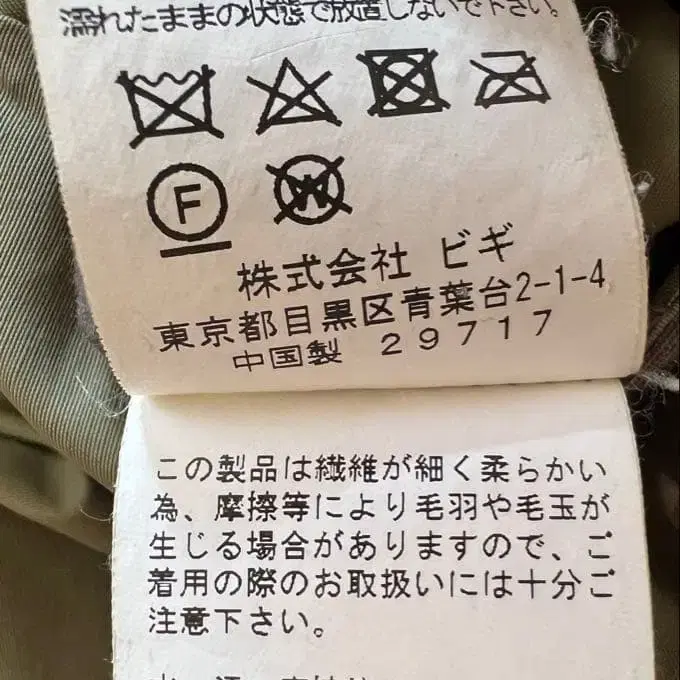 濡れたままの状態で放置しないで下さい。
F
W
株式会社 ビギ
東京都目黒区青葉台2-1-4
中国製 29717
この製品は繊維が細く柔らかい
為、摩擦等により毛羽や毛玉が
生じる場合がありますので、ご
着用の際のお取扱いには十分ご
注意下さい。